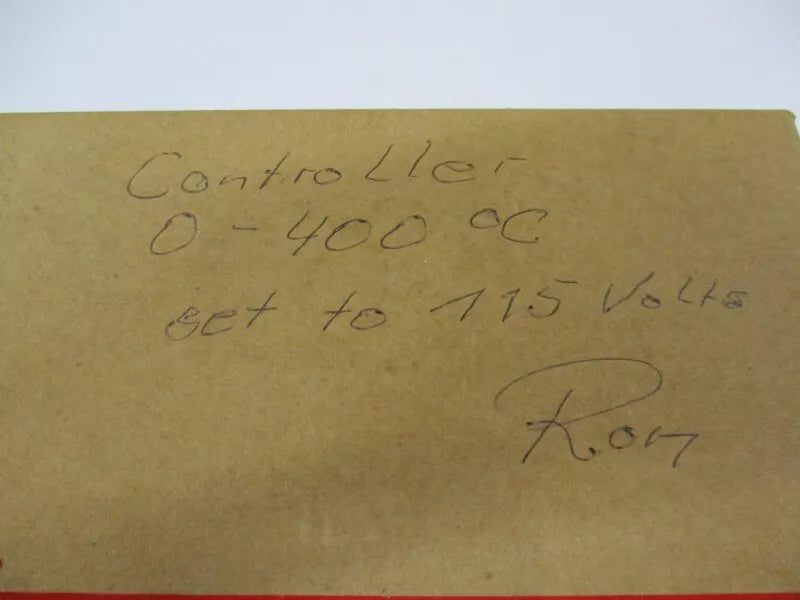 Controller
0 - 400 °C
set to 115 Volts
Ron